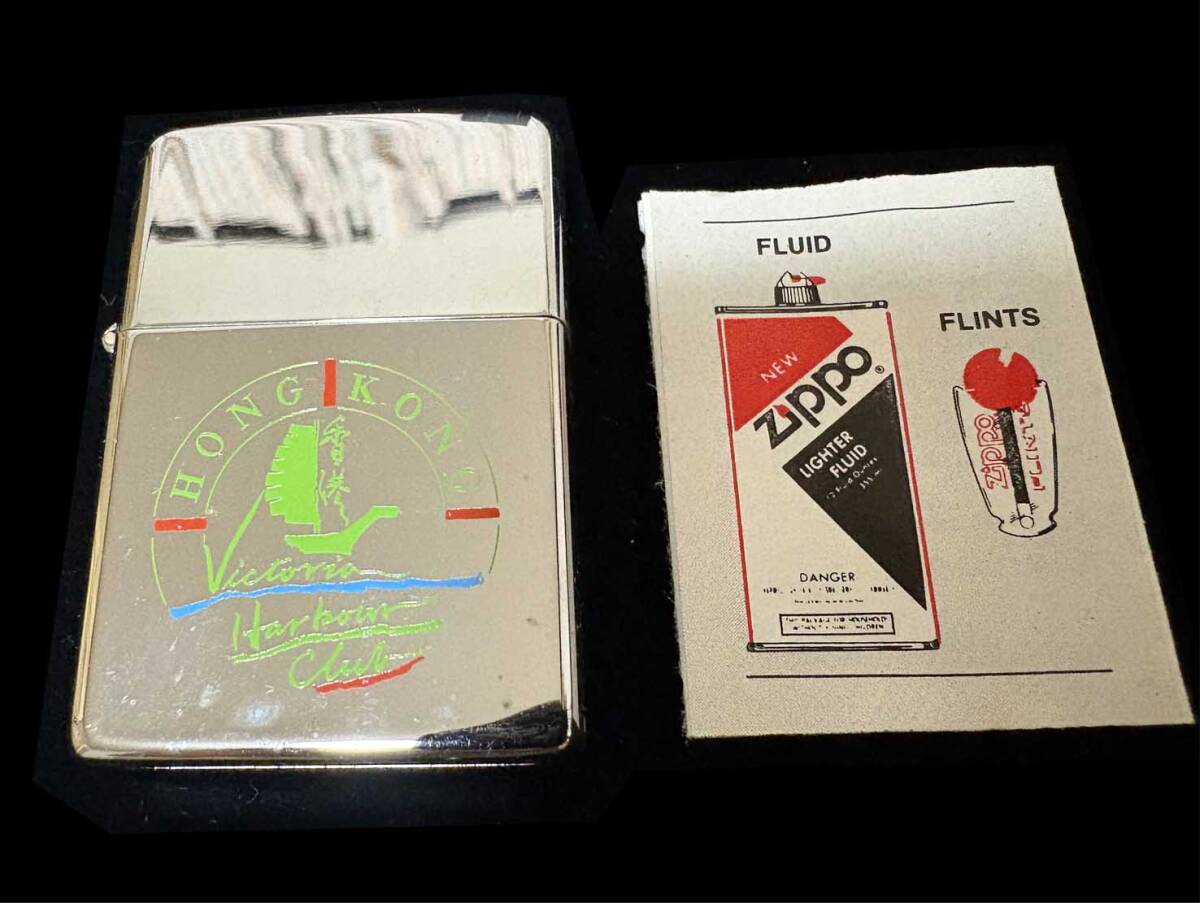 HONG KONG
香港
Victoria
Harbour
Club
FLUID
NEW
Zippo®
LIGHTER
FLUID
DANGER
FLINTS
Zippo